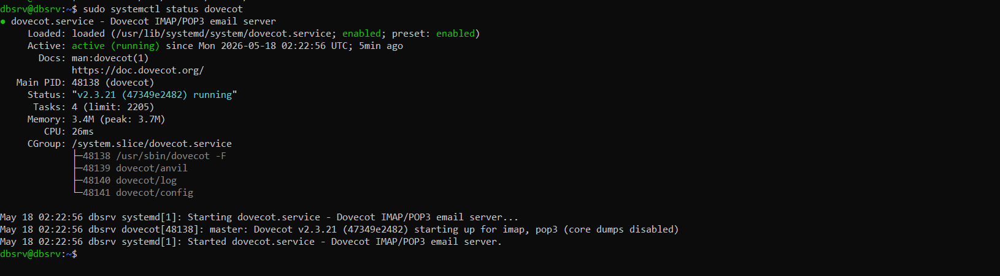 dbsrv@dbsrv:~$ sudo systemctl status dovecot
● dovecot.service - Dovecot IMAP/POP3 email server
     Loaded: loaded (/usr/lib/systemd/system/dovecot.service; enabled; preset: enabled)
     Active: active (running) since Mon 2026-05-18 02:22:56 UTC; 5min ago
       Docs: man:dovecot(1)
             https://doc.dovecot.org/
   Main PID: 48138 (dovecot)
     Status: "v2.3.21 (47349e2482) running"
      Tasks: 4 (limit: 2205)
     Memory: 3.4M (peak: 3.7M)
        CPU: 26ms
     CGroup: /system.slice/dovecot.service
             ├─48138 /usr/sbin/dovecot -F
             ├─48139 dovecot/anvil
             ├─48140 dovecot/log
             └─48141 dovecot/config

May 18 02:22:56 dbsrv systemd[1]: Starting dovecot.service - Dovecot IMAP/POP3 email server...
May 18 02:22:56 dbsrv dovecot[48138]: master: Dovecot v2.3.21 (47349e2482) starting up for imap, pop3 (core dumps disabled)
May 18 02:22:56 dbsrv systemd[1]: Started dovecot.service - Dovecot IMAP/POP3 email server.
dbsrv@dbsrv:~$